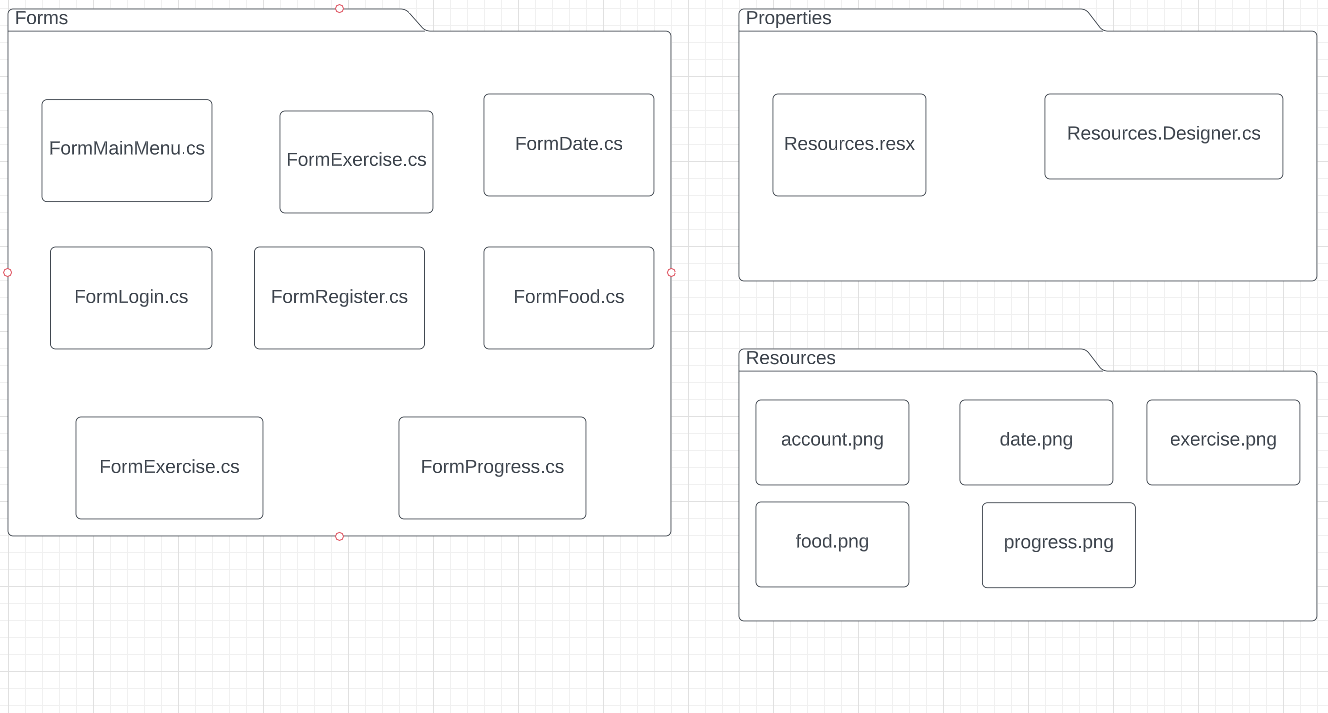 Forms
FormMainMenu.cs
FormExercise.cs
FormDate.cs
FormLogin.cs
FormRegister.cs
FormFood.cs
FormExercise.cs
FormProgress.cs
Properties
Resources.resx
Resources.Designer.cs
Resources
account.png
date.png
exercise.png
food.png
progress.png